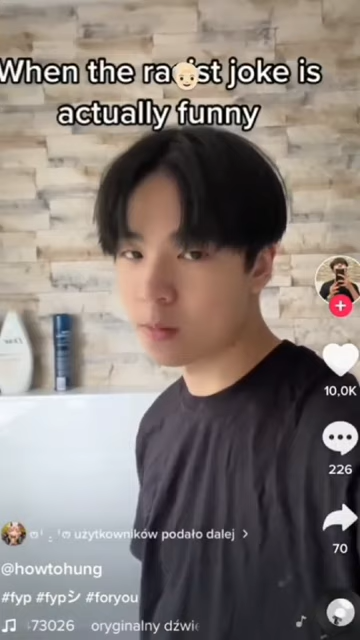 When the ra👴🏻st joke is
actually funny
10,0K
226
70
użytkowników podało dalej >
@howtohung
#fyp #fypシ #foryou
73026 oryginalny dźwię